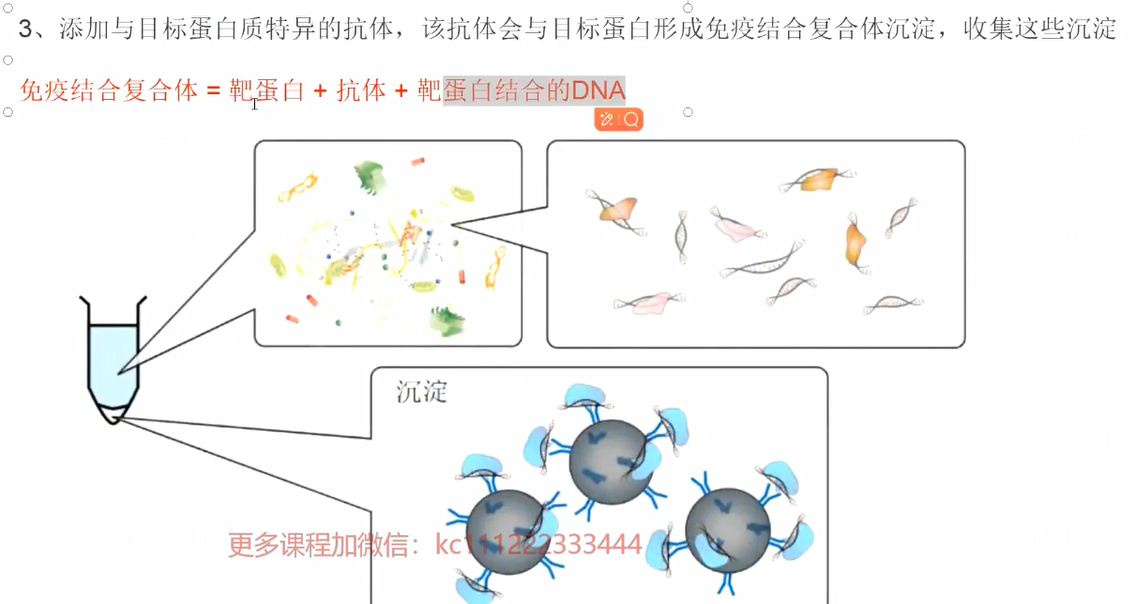 3、添加与目标蛋白质特异的抗体，该抗体会与目标蛋白形成免疫结合复合体沉淀，收集这些沉淀
免疫结合复合体 = 靶蛋白 + 抗体 + 靶蛋白结合的DNA
沉淀
更多课程加微信：kc111222333444